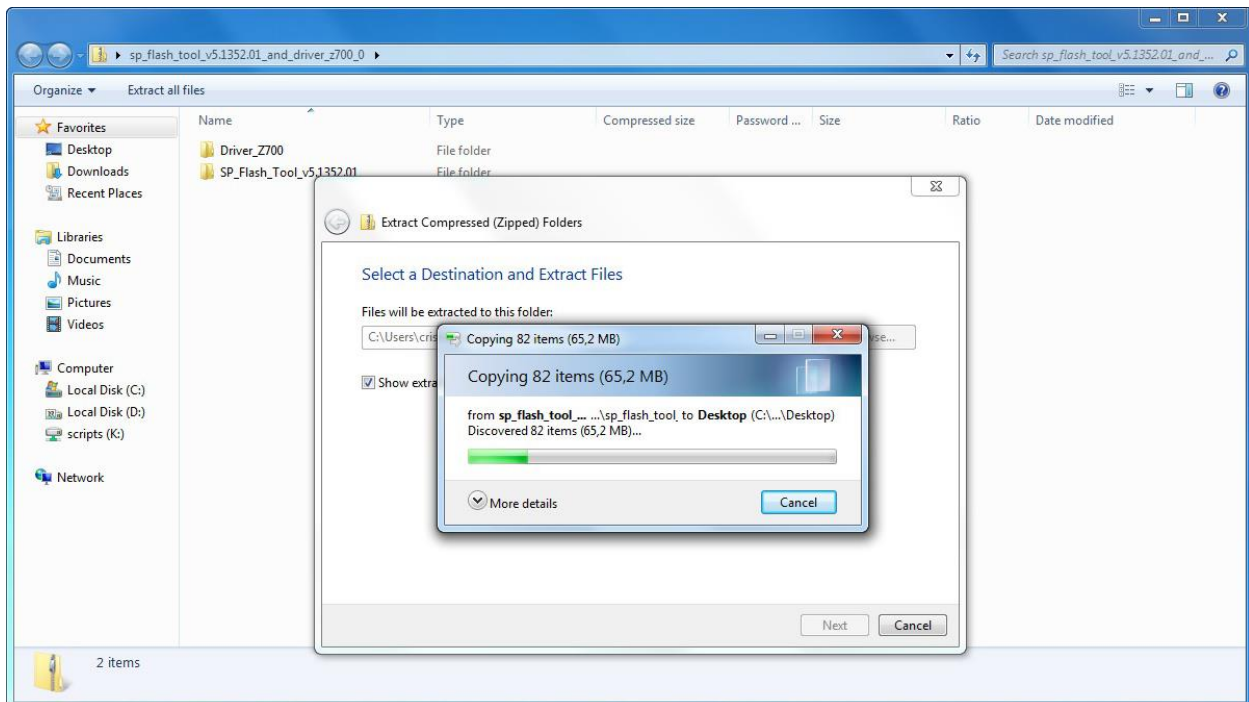 sp_flash_tool_v5.1352.01_and_driver_z700_0
Search sp_flash_tool_v5.1352.01_and_...
Organize
Extract all files
Name
Type
Compressed size
Password ...
Size
Ratio
Date modified
Favorites
Desktop
Downloads
Recent Places
Libraries
Documents
Music
Pictures
Videos
Computer
Local Disk (C:)
Local Disk (D:)
scripts (K:)
Network
Driver_Z700
File folder
SP_Flash_Tool_v5.1352.01
File folder
Extract Compressed (Zipped) Folders
Select a Destination and Extract Files
Files will be extracted to this folder:
C:\Users\cris
Show extra
Copying 82 items (65,2 MB)
Copying 82 items (65,2 MB)
from sp_flash_tool_... ...\sp_flash_tool_ to Desktop (C:\...\Desktop)
Discovered 82 items (65,2 MB)...
More details
Cancel
Next
Cancel
2 items